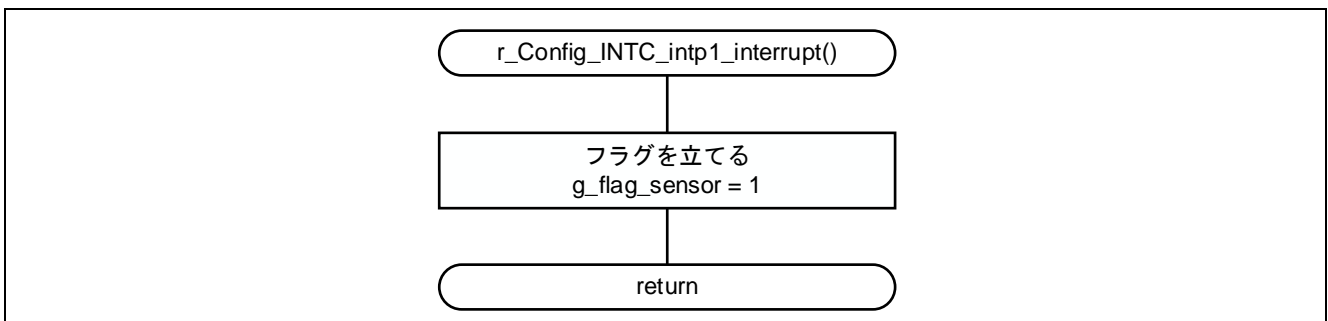 r_Config_INTC_intp1_interrupt()
フラグを立てる
g_flag_sensor = 1
return